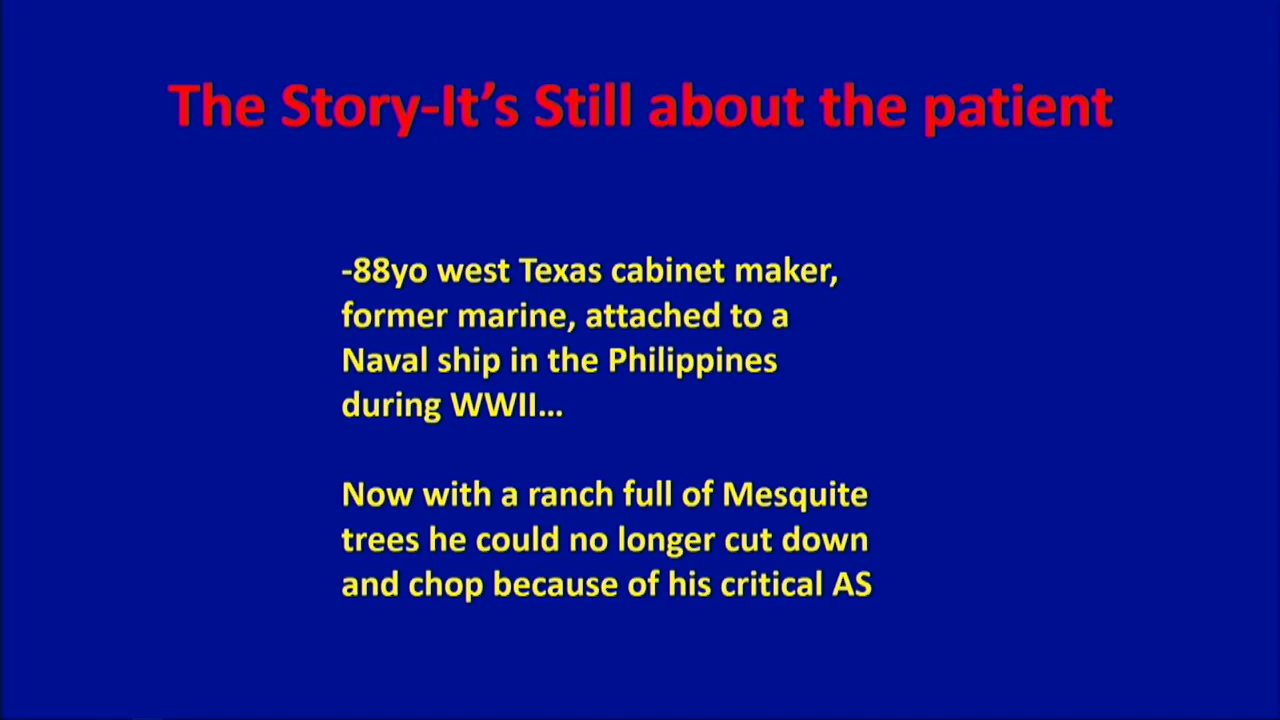 The Story-It's Still about the patient
-88yo west Texas cabinet maker,
former marine, attached to a
Naval ship in the Philippines
during WWII...
Now with a ranch full of Mesquite
trees he could no longer cut down
and chop because of his critical AS